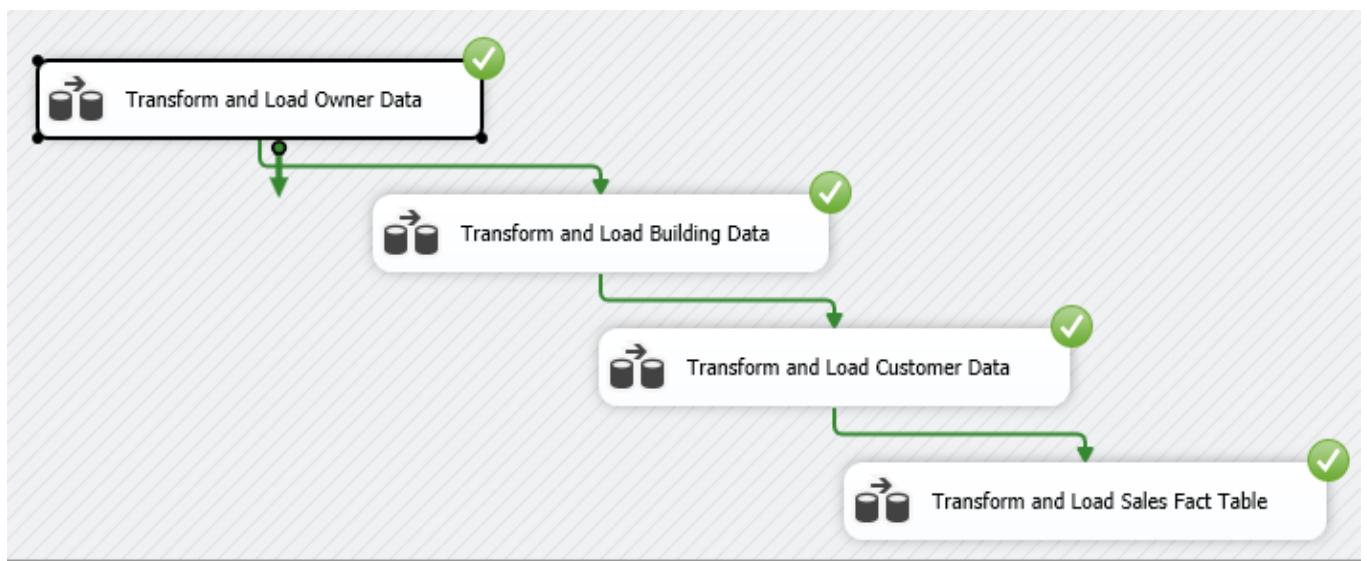 Transform and Load Owner Data
Transform and Load Building Data
Transform and Load Customer Data
Transform and Load Sales Fact Table